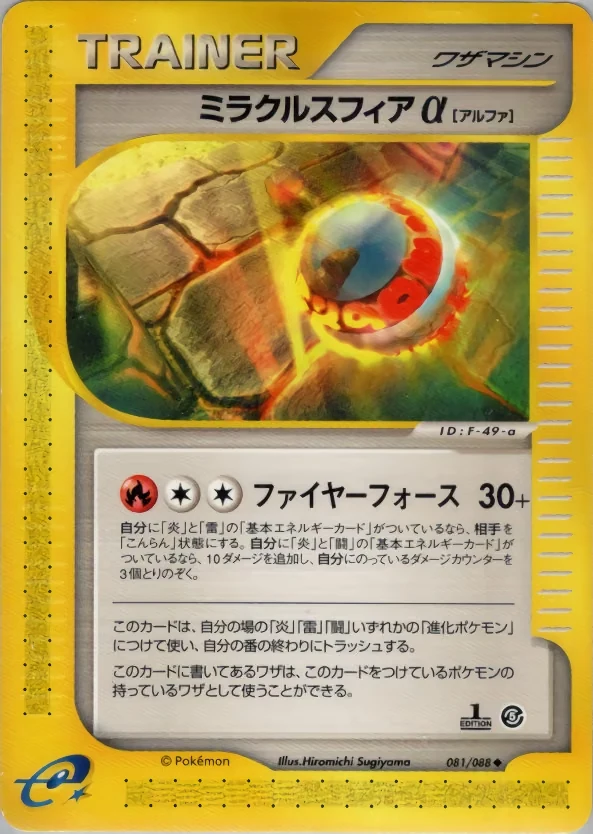 TRAINER
ワザマシン
ミラクルスフィアα[アルファ]
ID:F-49-a
ファイヤーフォース 30+
自分に「炎」と「雷」の「基本エネルギーカード」がついているなら、相手を
「こんらん」状態にする。自分に「炎」と「闘」の「基本エネルギーカード」が
ついているなら、10ダメージを追加し、自分にのっているダメージカウンターを
3個とりのぞく。
このカードは、自分の場の「炎」「雷」「闘」いずれかの「進化ポケモン」
につけて使い、自分の番の終わりにトラッシュする。
このカードに書いてあるワザは、このカードをつけているポケモンの
持っているワザとして使うことができる。
1
EDITION
5
e
© Pokémon
Illus.Hiromichi Sugiyama
081/088◆